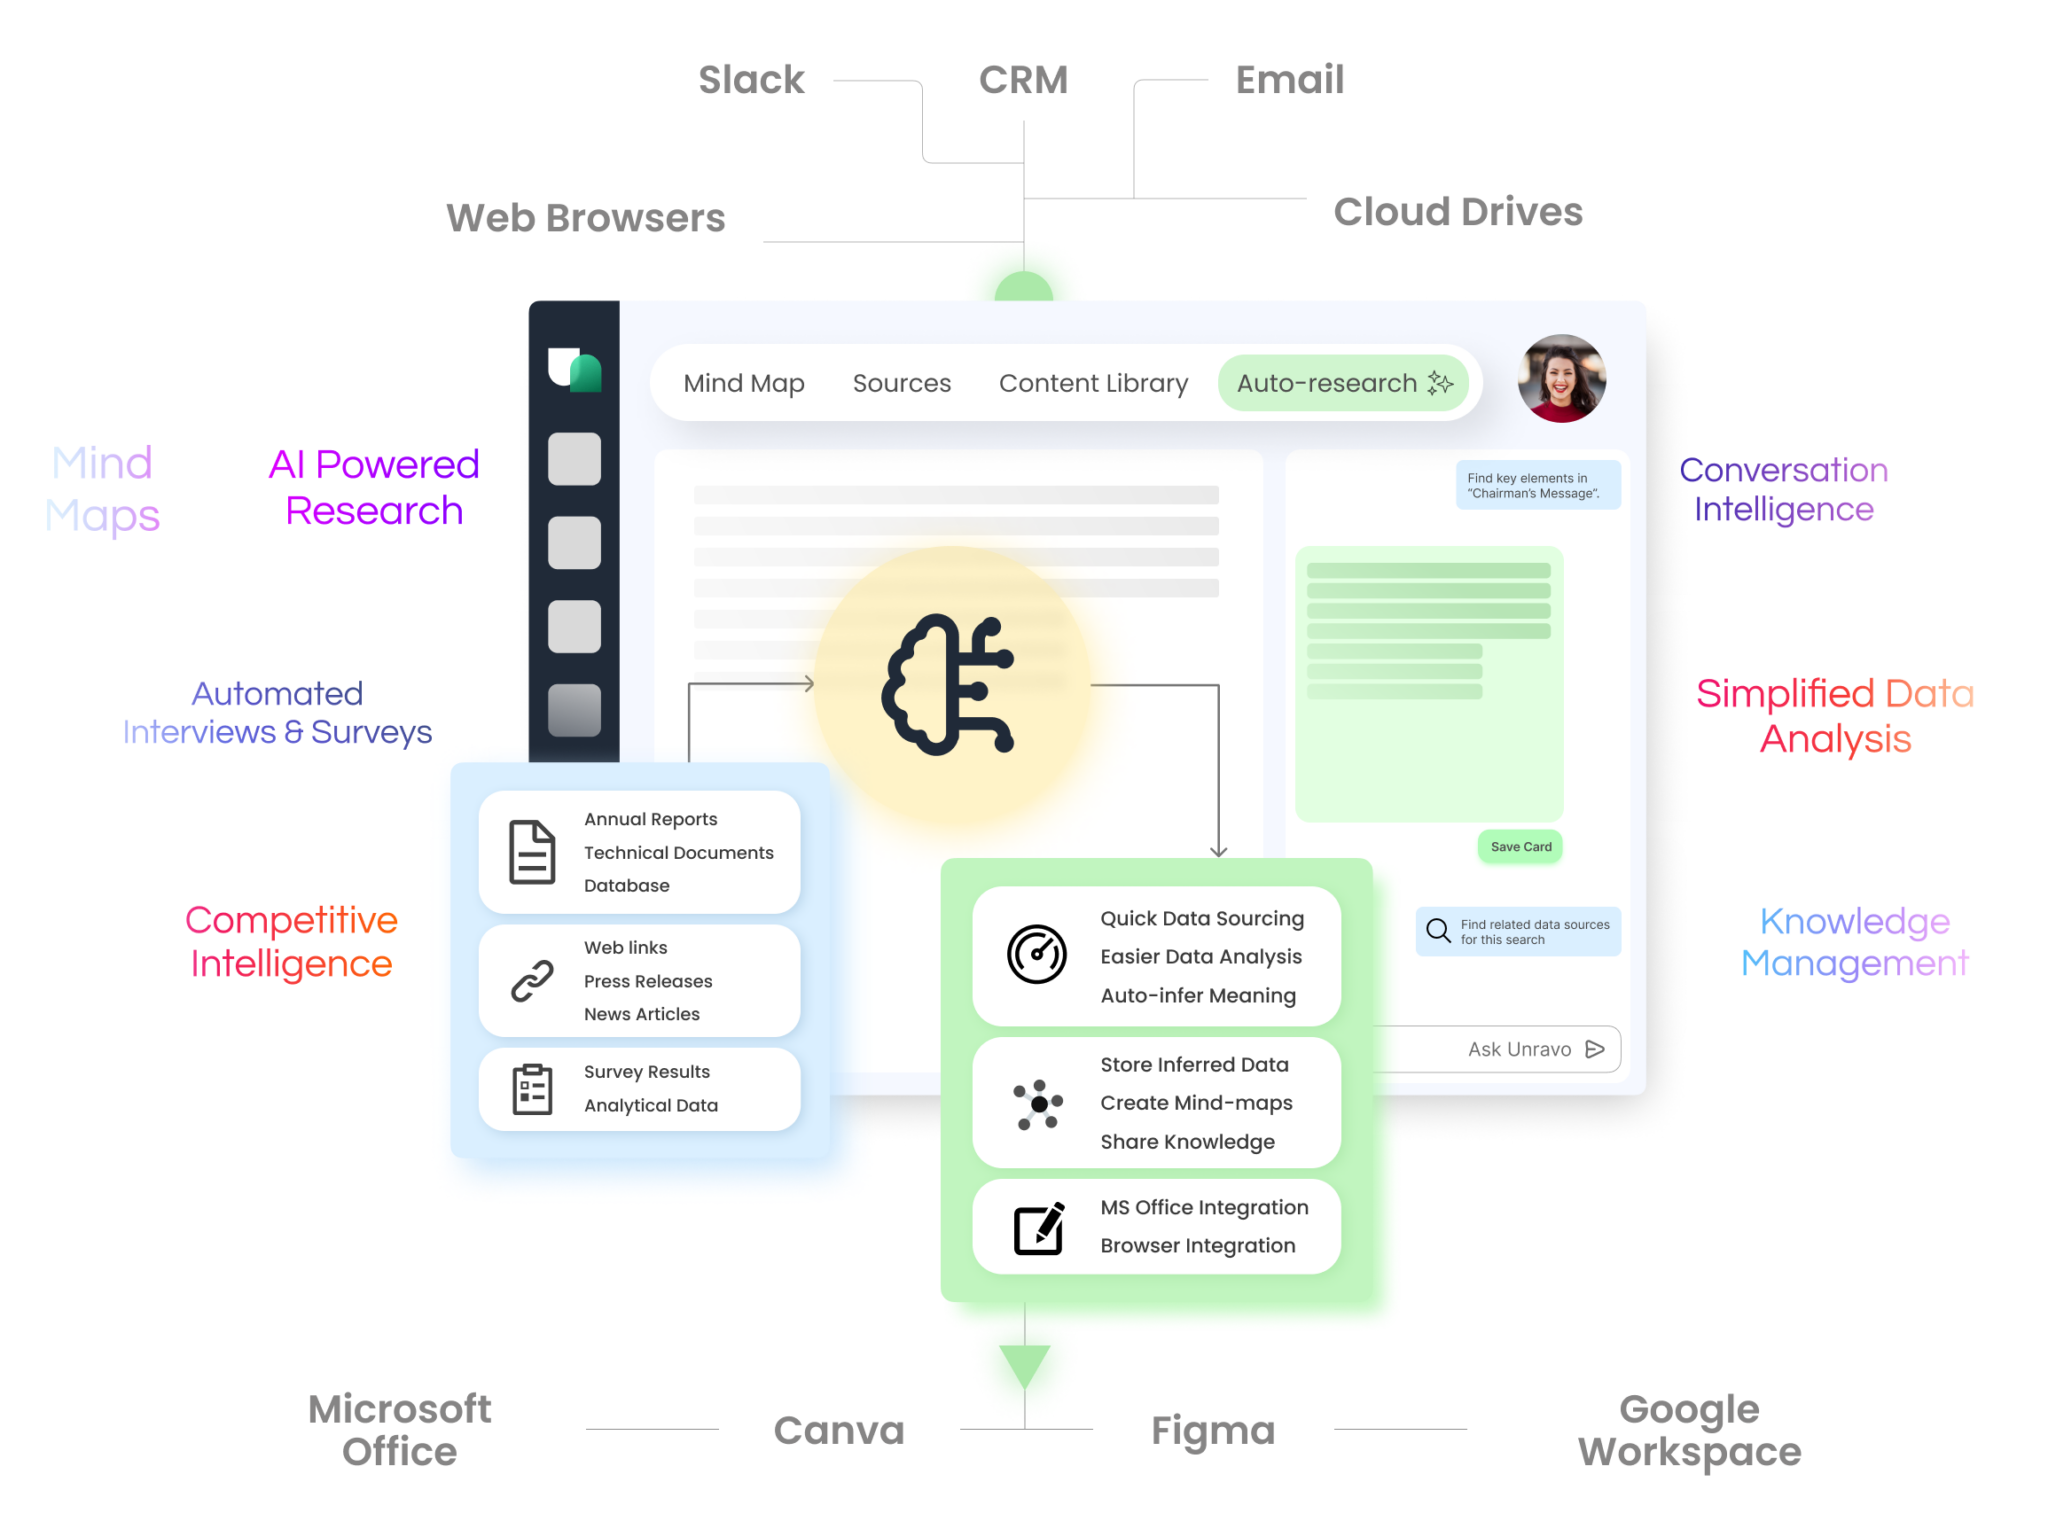 Slack
CRM
Email
Web Browsers
Cloud Drives
Mind Map
Sources
Content Library
Auto-research
Mind
Maps
AI Powered
Research
Find key elements in
“Chairman’s Message”.
Conversation
Intelligence
Automated
Interviews & Surveys
Simplified Data
Analysis
Annual Reports
Technical Documents
Database
Save Card
Competitive
Intelligence
Web links
Press Releases
News Articles
Quick Data Sourcing
Easier Data Analysis
Auto-infer Meaning
Find related data sources
for this search
Knowledge
Management
Survey Results
Analytical Data
Store Inferred Data
Create Mind-maps
Share Knowledge
Ask Unravo
MS Office Integration
Browser Integration
Microsoft
Office
Canva
Figma
Google
Workspace